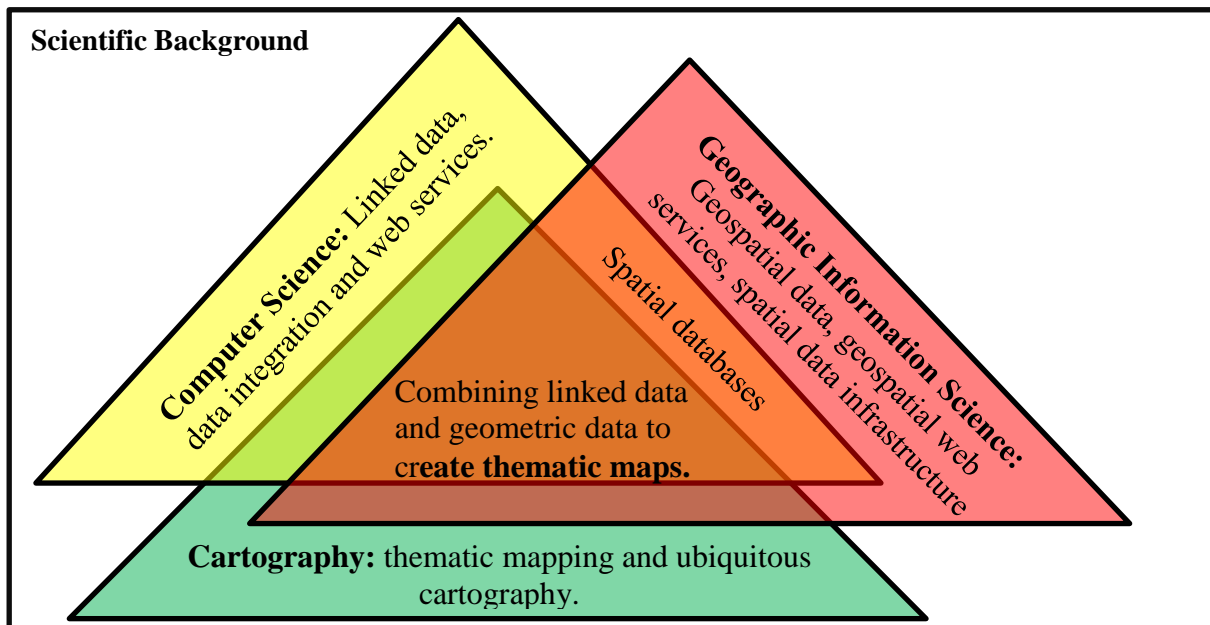 Scientific Background
Computer Science: Linked data,
data integration and web services.
Geographic Information Science:
Geospatial data, geospatial web
services, spatial data infrastructure
Spatial databases
Combining linked data
and geometric data to
create thematic maps.
Cartography: thematic mapping and ubiquitous
cartography.